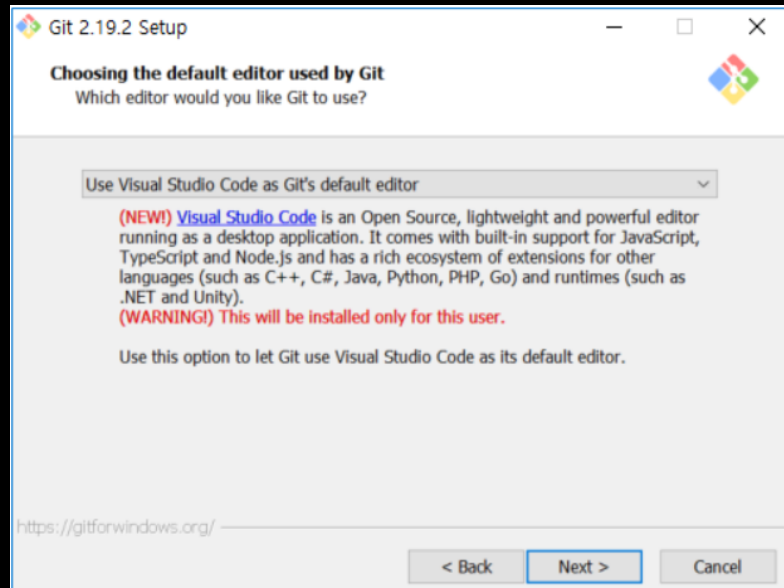 Git 2.19.2 Setup
Choosing the default editor used by Git
Which editor would you like Git to use?
Use Visual Studio Code as Git's default editor
(NEW!) Visual Studio Code is an Open Source, lightweight and powerful editor
running as a desktop application. It comes with built-in support for JavaScript,
TypeScript and Node.js and has a rich ecosystem of extensions for other
languages (such as C++, C#, Java, Python, PHP, Go) and runtimes (such as
.NET and Unity).
(WARNING!) This will be installed only for this user.
Use this option to let Git use Visual Studio Code as its default editor.
https://gitforwindows.org/
< Back Next > Cancel